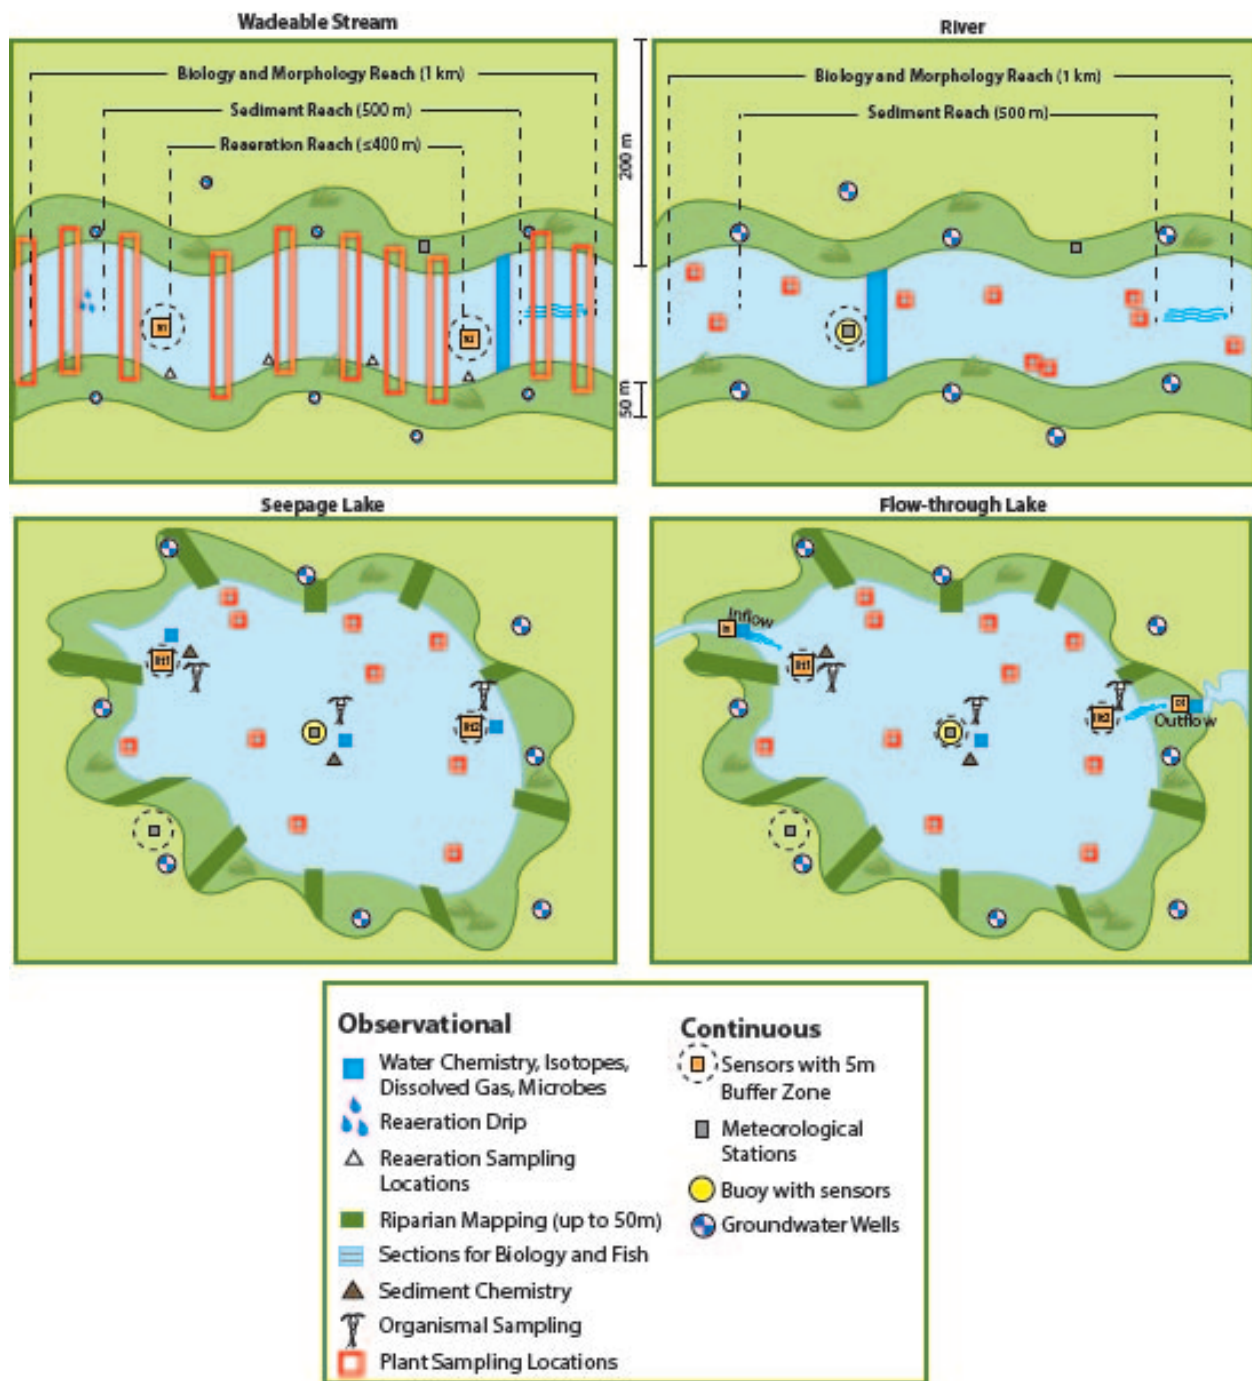 Wadeable Stream
River
Biology and Morphology Reach (1 km)
Sediment Reach (500 m)
Reaeration Reach (≤400 m)
200 m
50 m
Biology and Morphology Reach (1 km)
Sediment Reach (500 m)
Seepage Lake
Flow-through Lake
Inflow
Outflow
Observational
Water Chemistry, Isotopes,
Dissolved Gas, Microbes
Reaeration Drip
Reaeration Sampling
Locations
Riparian Mapping (up to 50m)
Sections for Biology and Fish
Sediment Chemistry
Organismal Sampling
Plant Sampling Locations
Continuous
Sensors with 5m
Buffer Zone
Meteorological
Stations
Buoy with sensors
Groundwater Wells